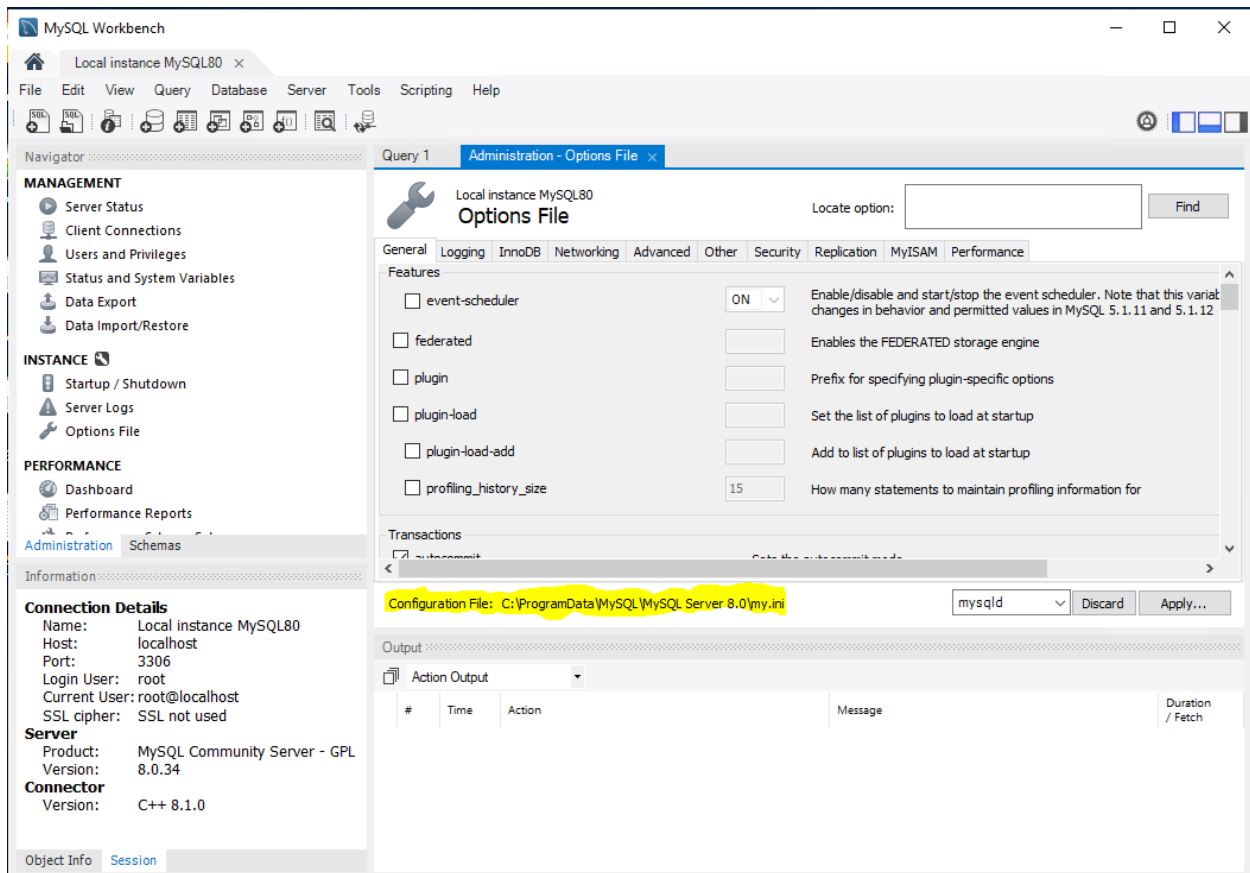 MySQL Workbench
Local instance MySQL80
File Edit View Query Database Server Tools Scripting Help
Navigator
MANAGEMENT
Server Status
Client Connections
Users and Privileges
Status and System Variables
Data Export
Data Import/Restore
INSTANCE
Startup / Shutdown
Server Logs
Options File
PERFORMANCE
Dashboard
Performance Reports
Administration Schemas
Information
Connection Details
Name: Local instance MySQL80
Host: localhost
Port: 3306
Login User: root
Current User: root@localhost
SSL cipher: SSL not used
Server
Product: MySQL Community Server - GPL
Version: 8.0.34
Connector
Version: C++ 8.1.0
Object Info Session
Query 1 Administration - Options File
Local instance MySQL80
Options File
Locate option: Find
General Logging InnoDB Networking Advanced Other Security Replication MyISAM Performance
Features
event-scheduler ON Enable/disable and start/stop the event scheduler. Note that this variab
changes in behavior and permitted values in MySQL 5.1.11 and 5.1.12
federated Enables the FEDERATED storage engine
plugin Prefix for specifying plugin-specific options
plugin-load Set the list of plugins to load at startup
plugin-load-add Add to list of plugins to load at startup
profiling_history_size 15 How many statements to maintain profiling information for
Transactions
autocommit Sets the autocommit mode
Configuration File: C:\ProgramData\MySQL\MySQL Server 8.0\my.ini mysqld Discard Apply...
Output
Action Output
# Time Action Message Duration
/ Fetch